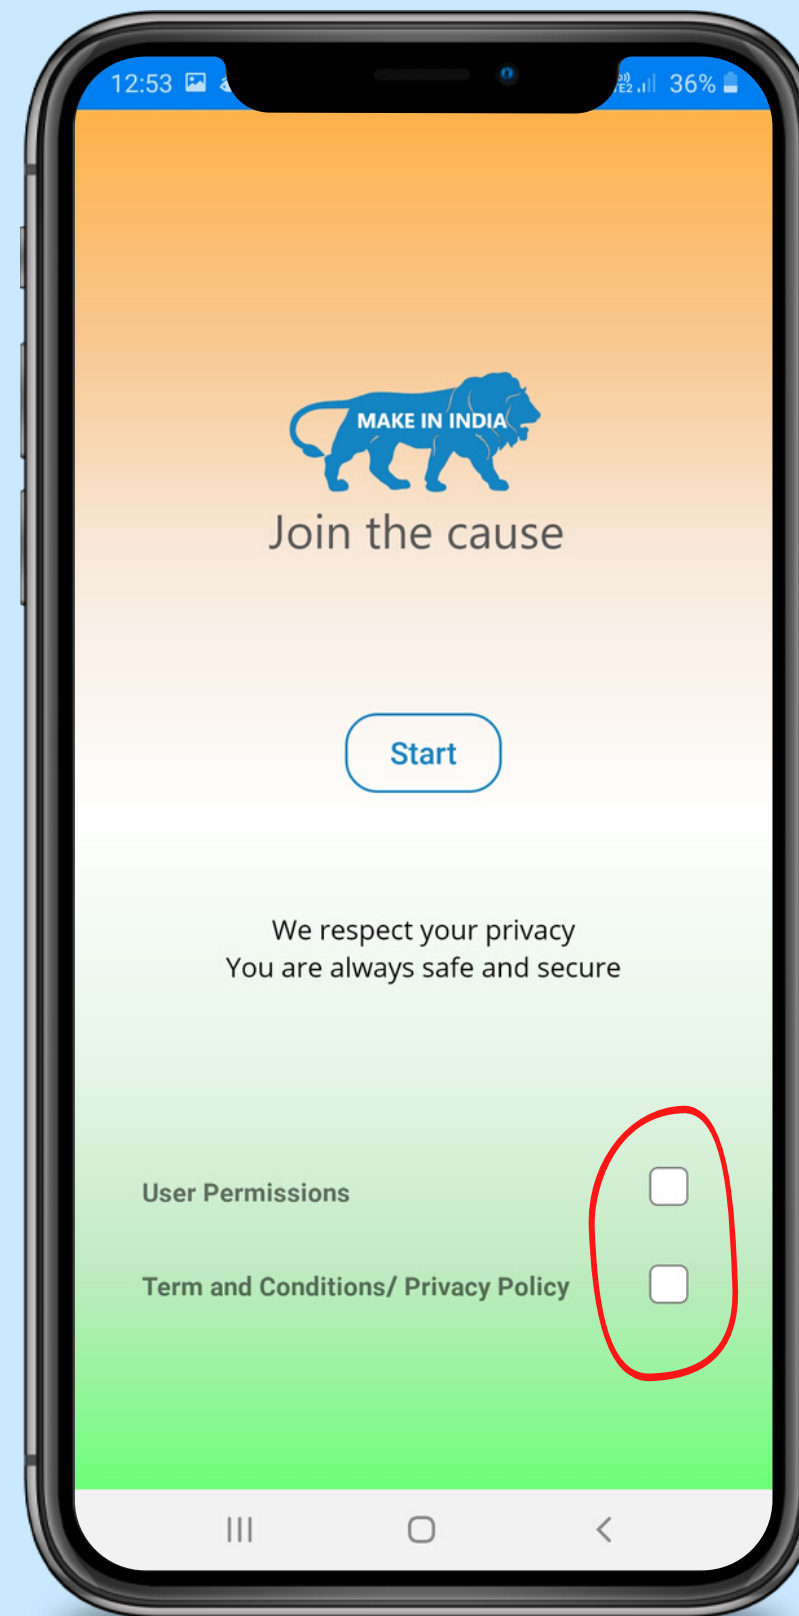 12:53
36%
MAKE IN INDIA
Join the cause
Start
We respect your privacy
You are always safe and secure
User Permissions
Term and Conditions/ Privacy Policy